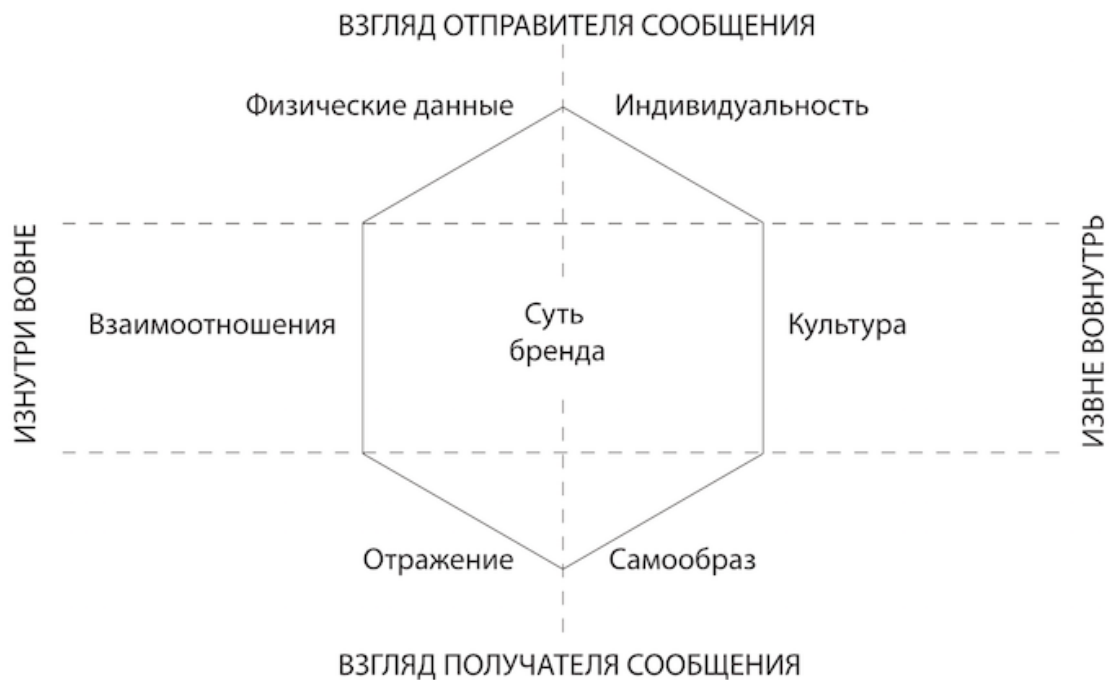 ВЗГЛЯД ОТПРАВИТЕЛЯ СООБЩЕНИЯ
Физические данные
Индивидуальность
ИЗНУТРИ ВОВНЕ
Взаимоотношения
Суть
бренда
Культура
ИЗВНЕ ВОВНУТРЬ
Отражение
Самообраз
ВЗГЛЯД ПОЛУЧАТЕЛЯ СООБЩЕНИЯ